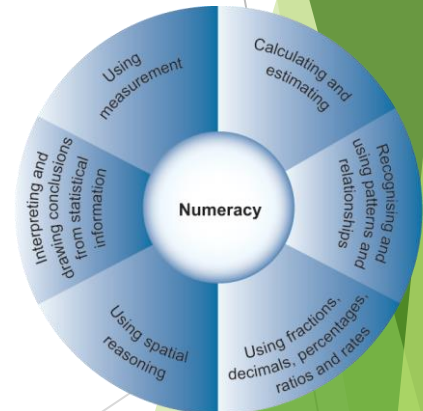 Calculating and
estimating
Recognising and
using patterns and
relationships
Using fractions,
decimals, percentages,
ratios and rates
Using spatial
reasoning
Interpreting and
drawing conclusions
from statistical
information
Using
measurement
Numeracy